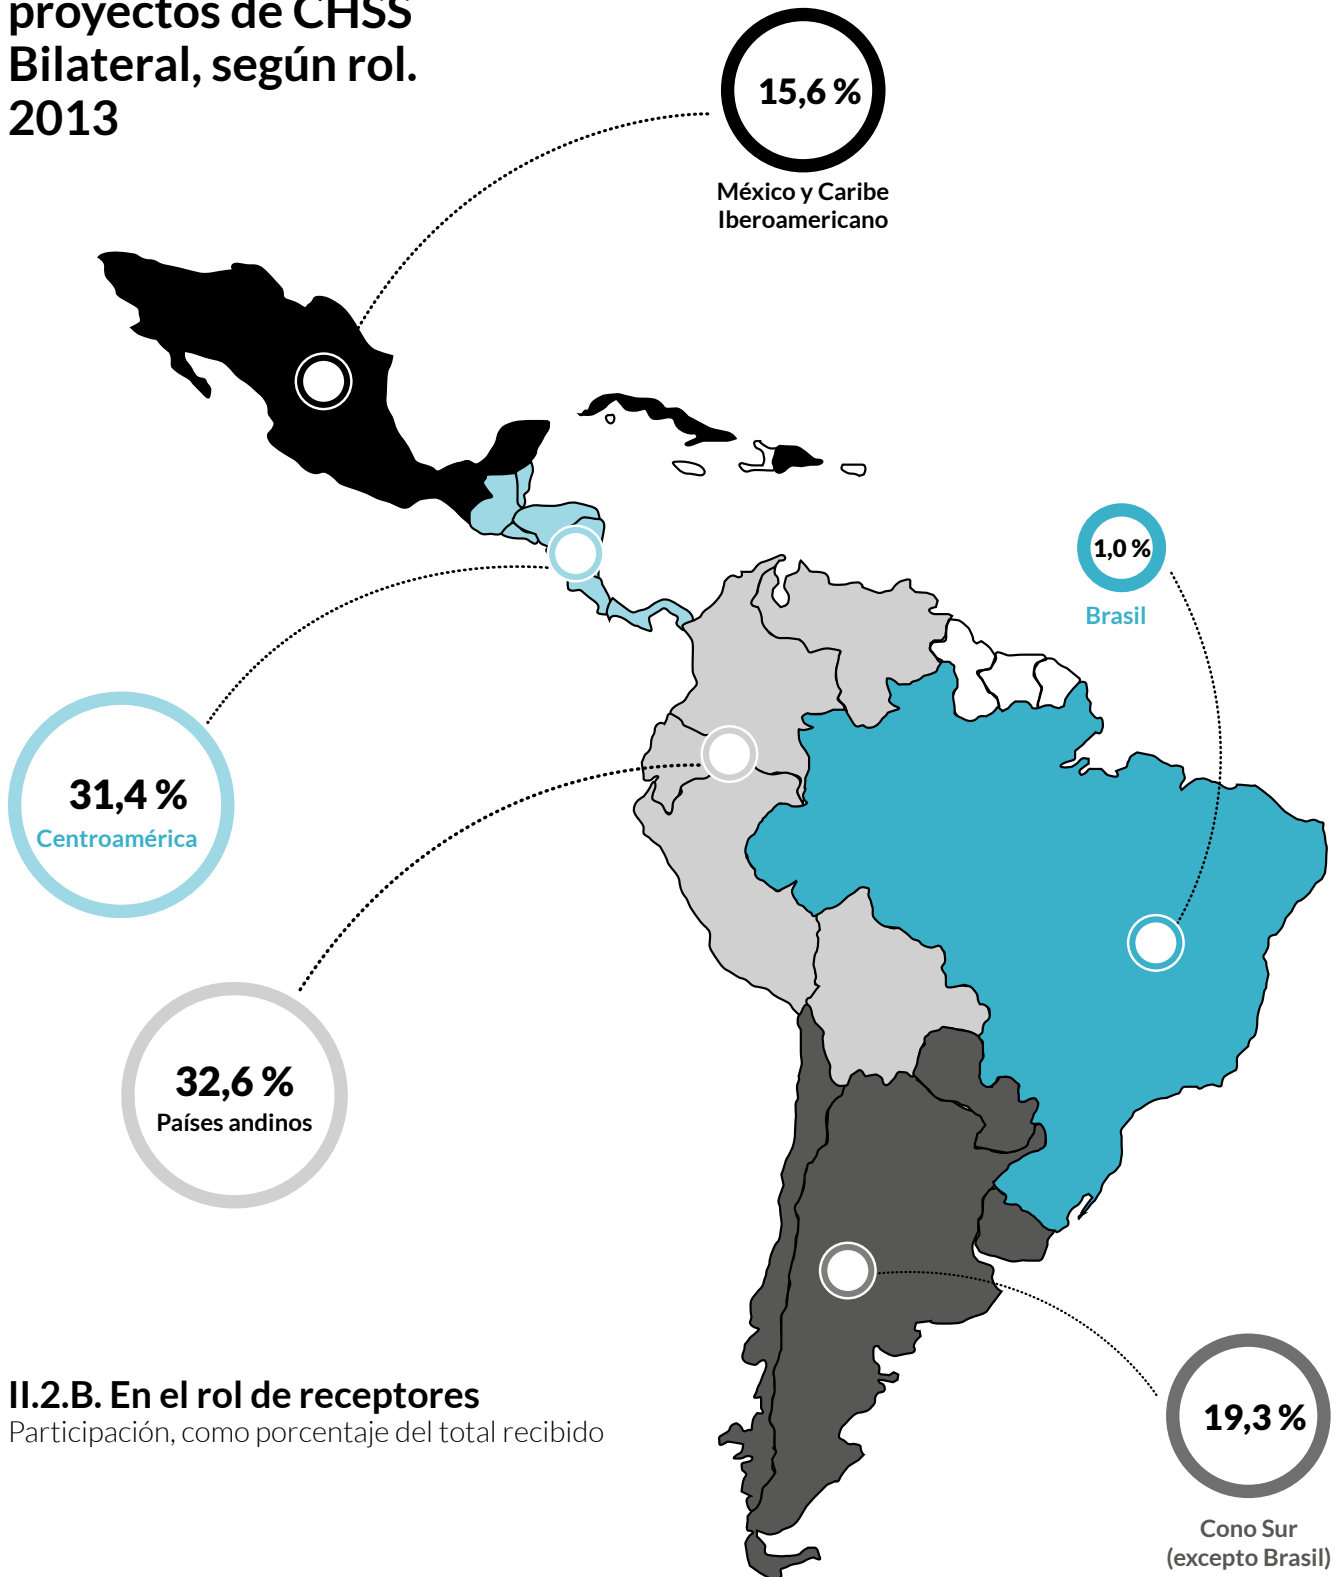 proyectos de CHSS
Bilateral, según rol.
2013
15,6 %
México y Caribe
Iberoamericano
1,0 %
Brasil
31,4 %
Centroamérica
32,6 %
Países andinos
II.2.B. En el rol de receptores
Participación, como porcentaje del total recibido
19,3 %
Cono Sur
(excepto Brasil)